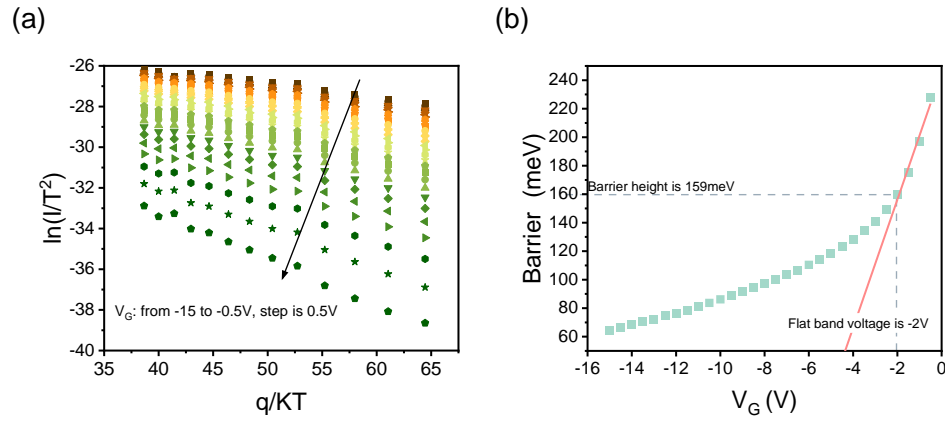 (a)
(b)
-26
-28
-30
-32
-34
-36
-38
-40
ln(I/T²)
V_G: from -15 to -0.5V, step is 0.5V
35 40 45 50 55 60 65
q/KT
240
220
200
180
160
140
120
100
80
60
Barrier (meV)
Barrier height is 159meV
Flat band voltage is -2V
-16 -14 -12 -10 -8 -6 -4 -2 0
V_G (V)